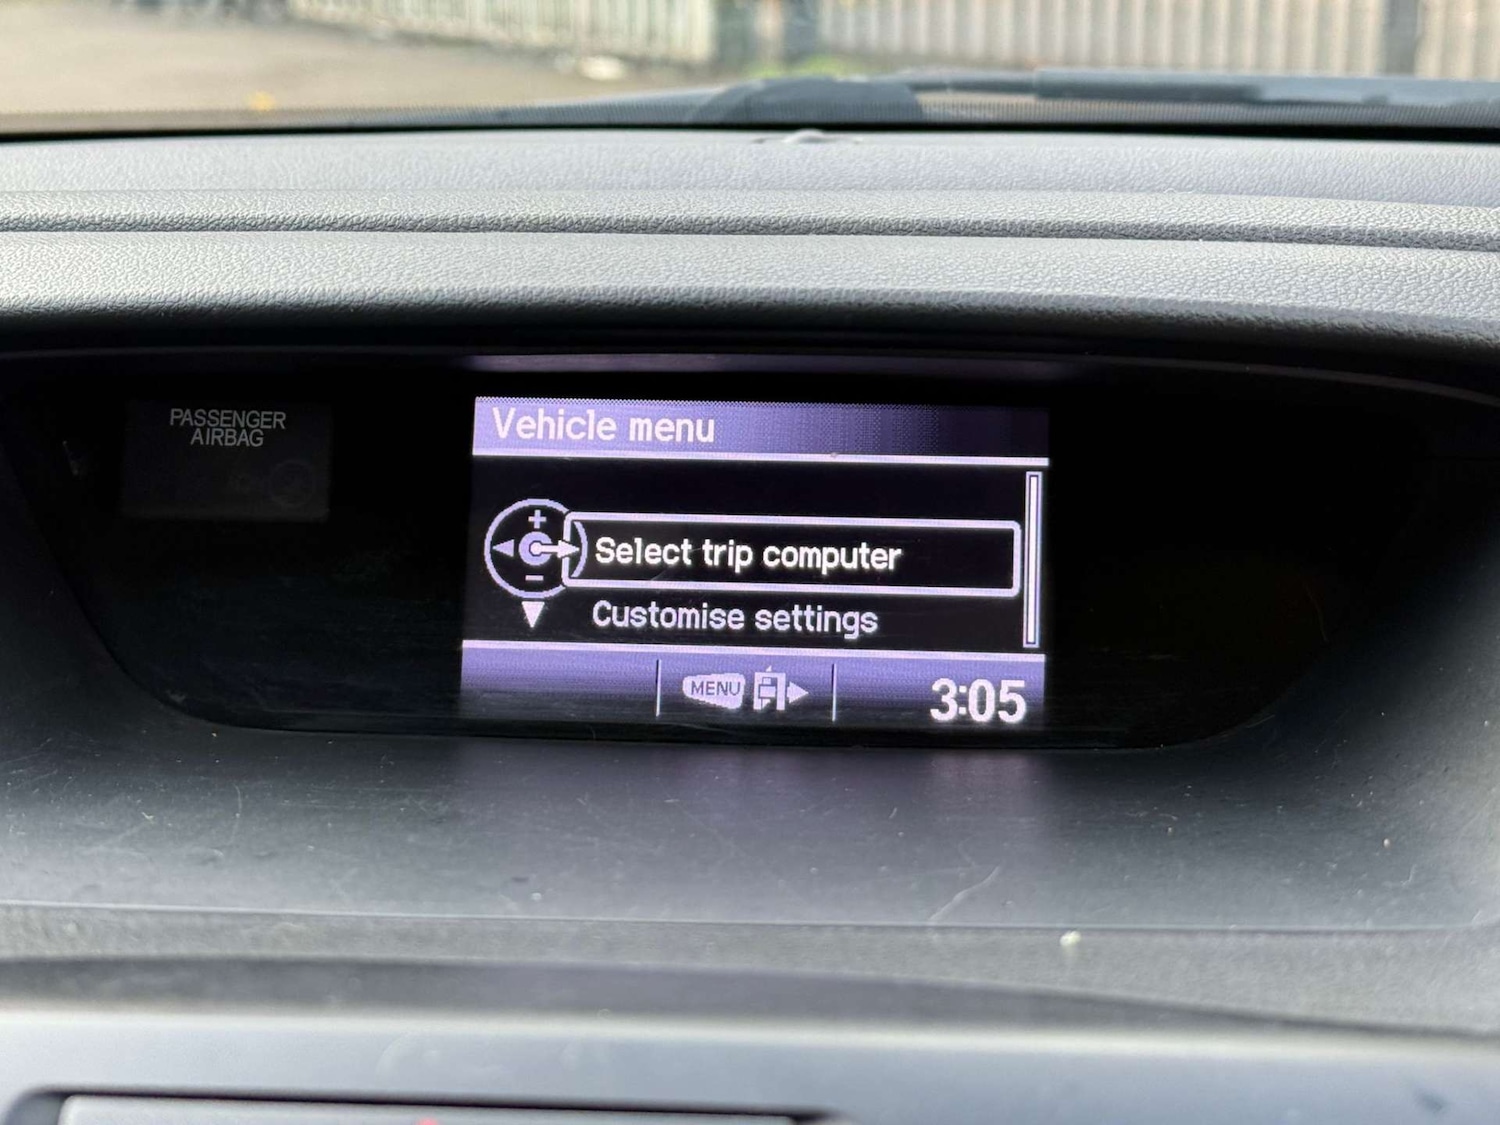 PASSENGER
AIRBAG
Vehicle menu
+
Select trip computer
-
Customise settings
MENU
3:05